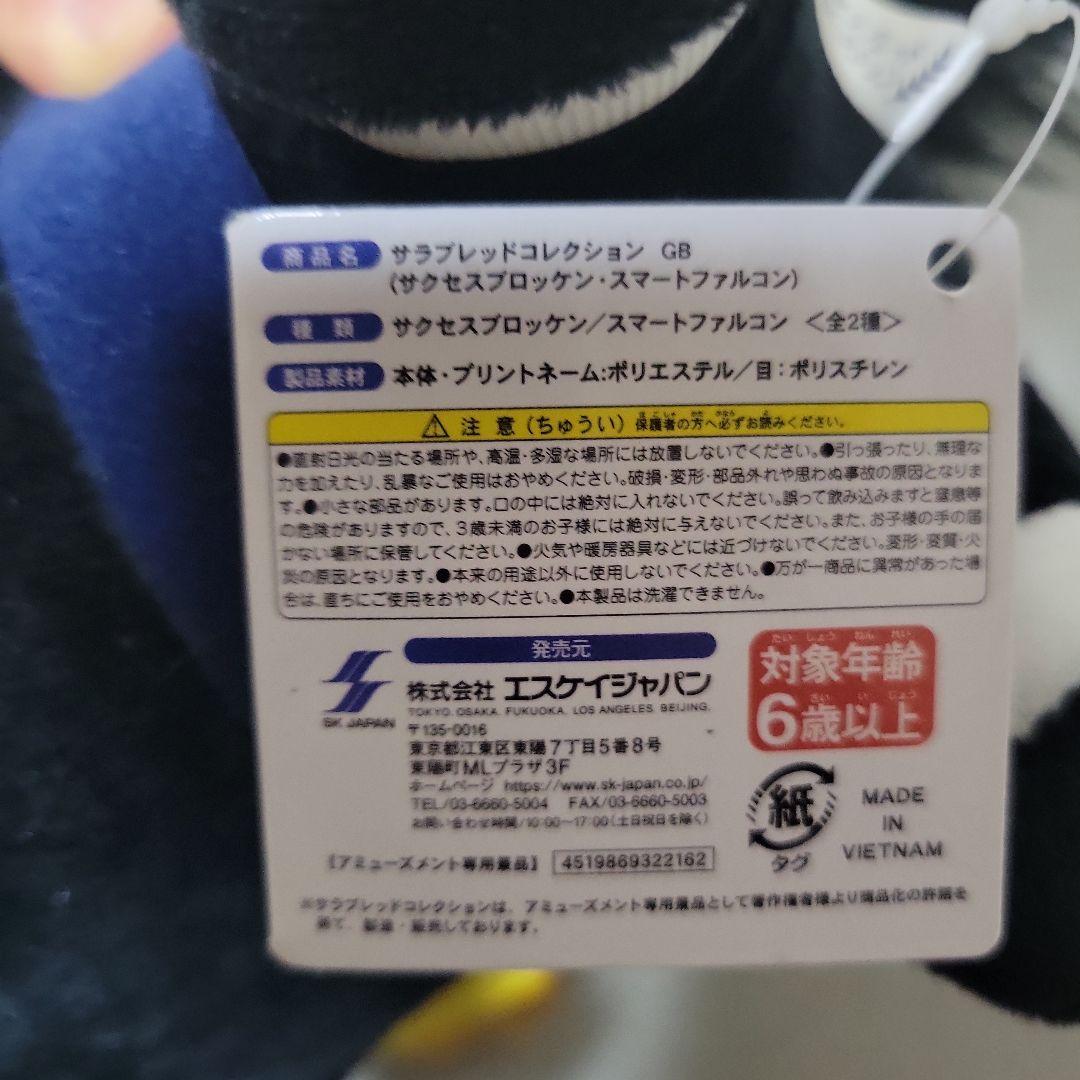 商品名 サラブレッドコレクション GB
(サクセスブロッケン・スマートファルコン)
種類 サクセスブロッケン/スマートファルコン <全2種>
製品素材 本体・プリントネーム:ポリエステル/目:ポリスチレン
注意(ちゅうい) 保護者の方へ必ずお読みください。
●直射日光の当たる場所や、高温・多湿な場所には放置しないでください。●引っ張ったり、無理な
力を加えたり、乱暴なご使用はおやめください。破損・変形・部品外れや思わぬ事故の原因となりま
す。●小さな部品があります。口の中には絶対に入れないでください。誤って飲み込みますと窒息等
の危険がありますので、3歳未満のお子様には絶対に与えないでください。また、お子様の手の届
かない場所に保管してください。●火気や暖房器具などには近づけないでください。変形・変質・火
災の原因となります。●本来の用途以外に使用しないでください。●万が一商品に異常があった場
合は、直ちにご使用をおやめください。●本製品は洗濯できません。
SK JAPAN
発売元
株式会社 エスケイジャパン
TOKYO. OSAKA. FUKUOKA. LOS ANGELES. BEIJING.
〒135-0016
東京都江東区東陽7丁目5番8号
東陽町MLプラザ3F
ホームページ https://www.sk-japan.co.jp/
TEL/03-6660-5004 FAX/03-6660-5003
お問い合わせ時間/10:00~17:00(土日祝日を除く)
【アミューズメント専用景品】 4519869322162
たいしょうねんれい
対象年齢
さいいじょう
6歳以上
紙
タグ
MADE
IN
VIETNAM
※サラブレッドコレクションは、アミューズメント専用景品として著作権者様より商品化の許諾を
得て、製造・販売しております。